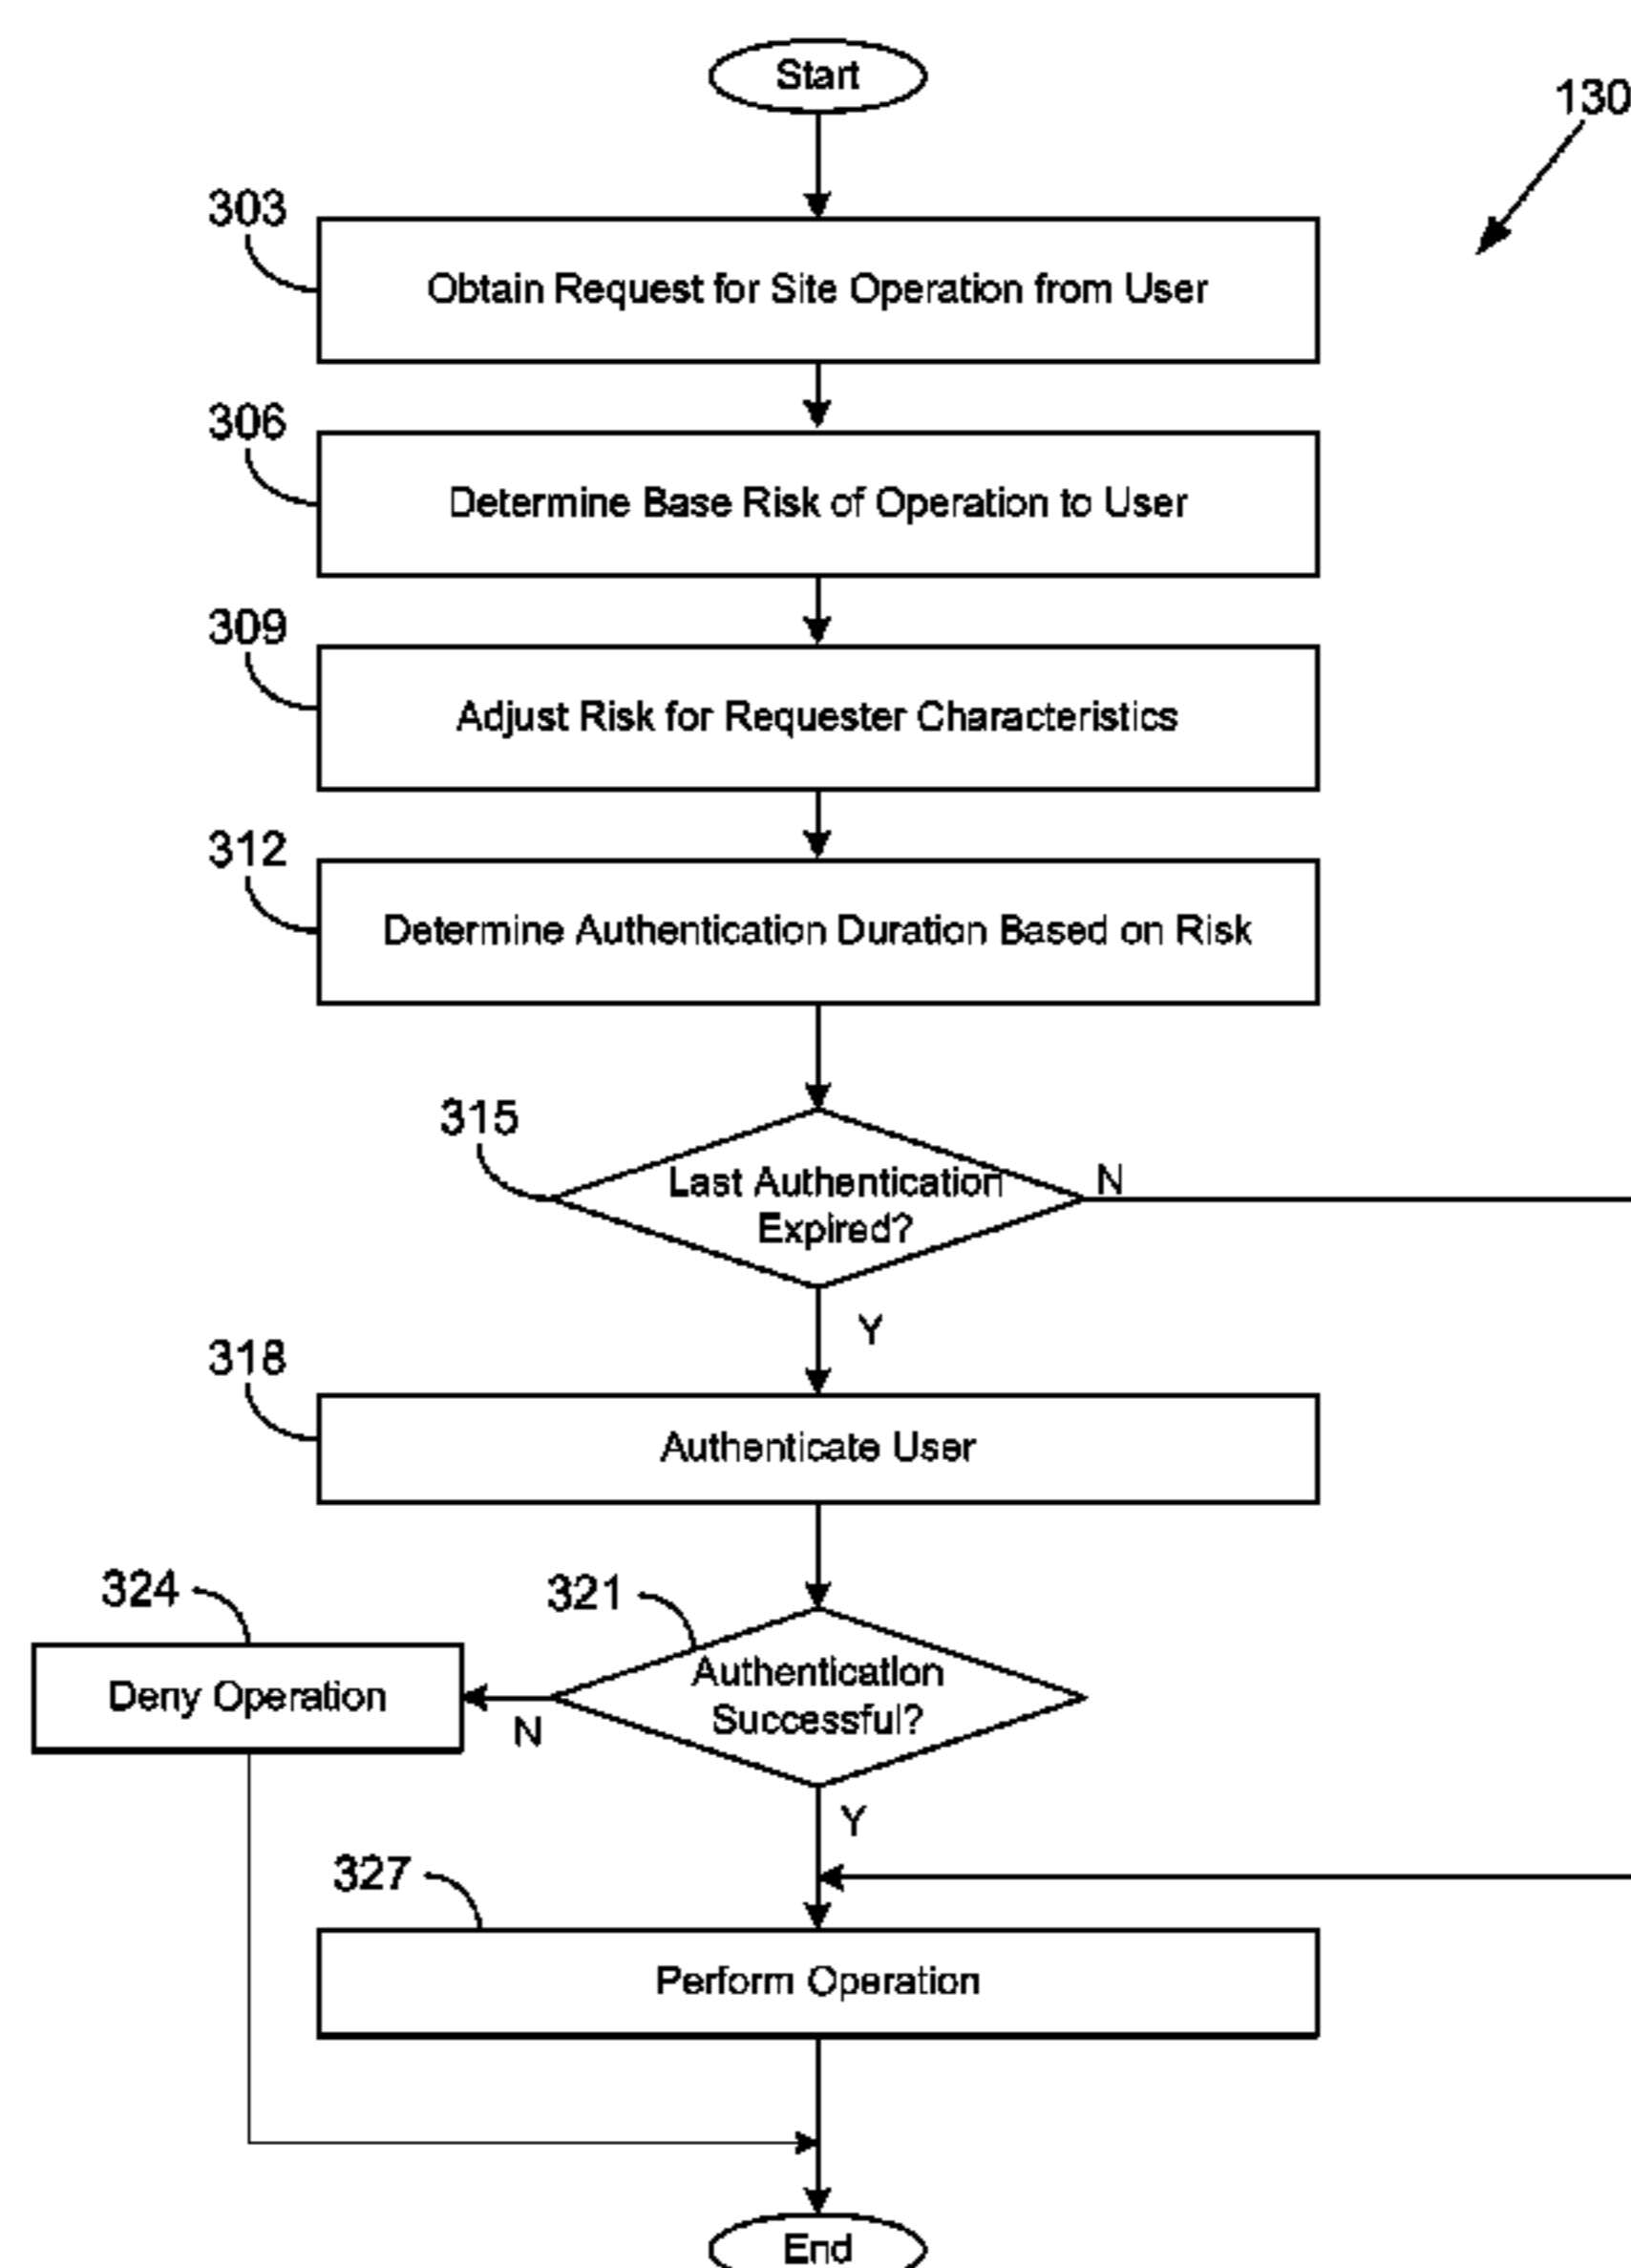 Start
130
303
Obtain Request for Site Operation from User
306
Determine Base Risk of Operation to User
309
Adjust Risk for Requester Characteristics
312
Determine Authentication Duration Based on Risk
315
Last Authentication
Expired?
N
Y
318
Authenticate User
324
321
Deny Operation
Authentication
Successful?
N
Y
327
Perform Operation
End